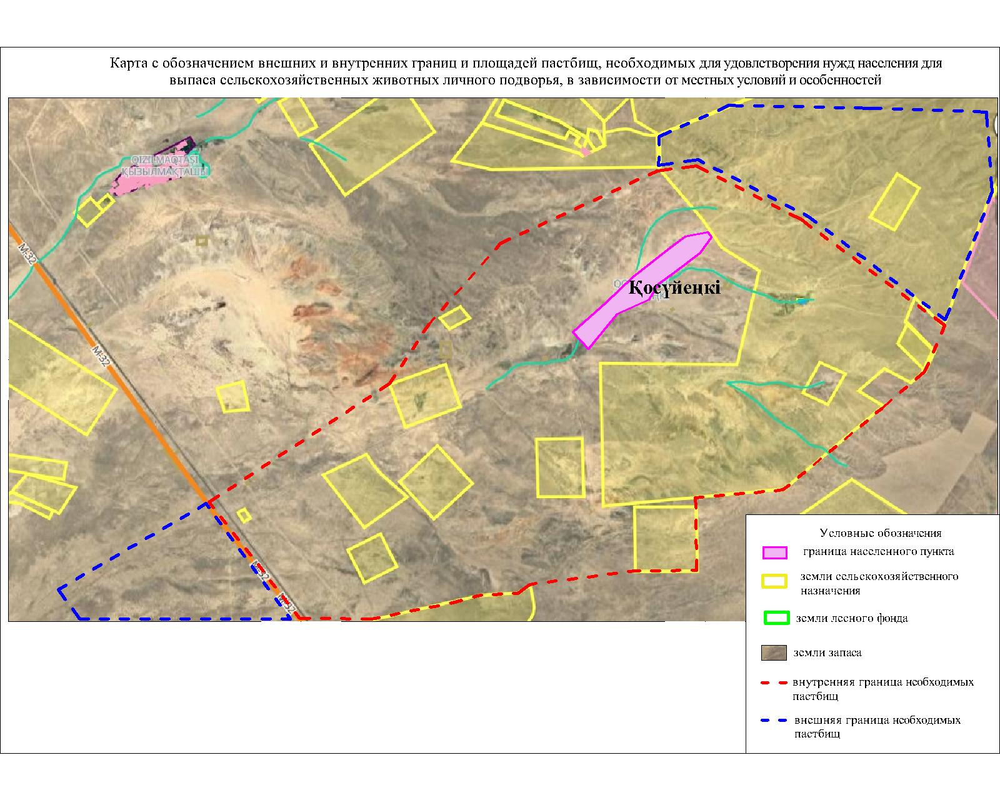 Карта с обозначением внешних и внутренних границ и площадей пастбищ, необходимых для удовлетворения нужд населения для
выпаса сельскохозяйственных животных личного подворья, в зависимости от местных условий и особенностей
QIZILMAQTASI
ҚЫЗЫЛМАҚТАШЫ
M-32
Қосүйеңкі
M-32
M-32
M-32
Условные обозначения
граница населенного пункта
земли сельскохозяйственного
назначения
земли лесного фонда
земли запаса
внутренняя граница необходимых
пастбищ
внешняя граница необходимых
пастбищ